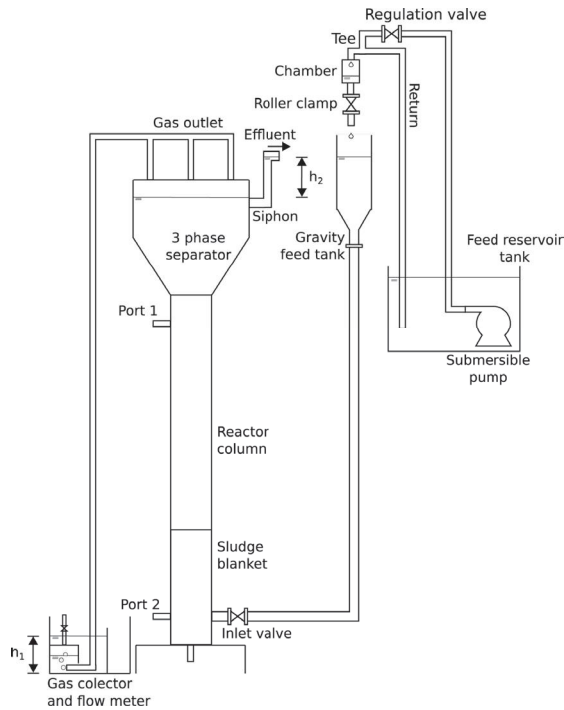 Regulation valve
Tee
Chamber
Roller clamp
Return
Gas outlet
Effluent
h2
Siphon
3 phase
separator
Gravity
feed tank
Feed reservoir
tank
Port 1
Submersible
pump
Reactor
column
Sludge
blanket
Port 2
Inlet valve
h1
Gas colector
and flow meter